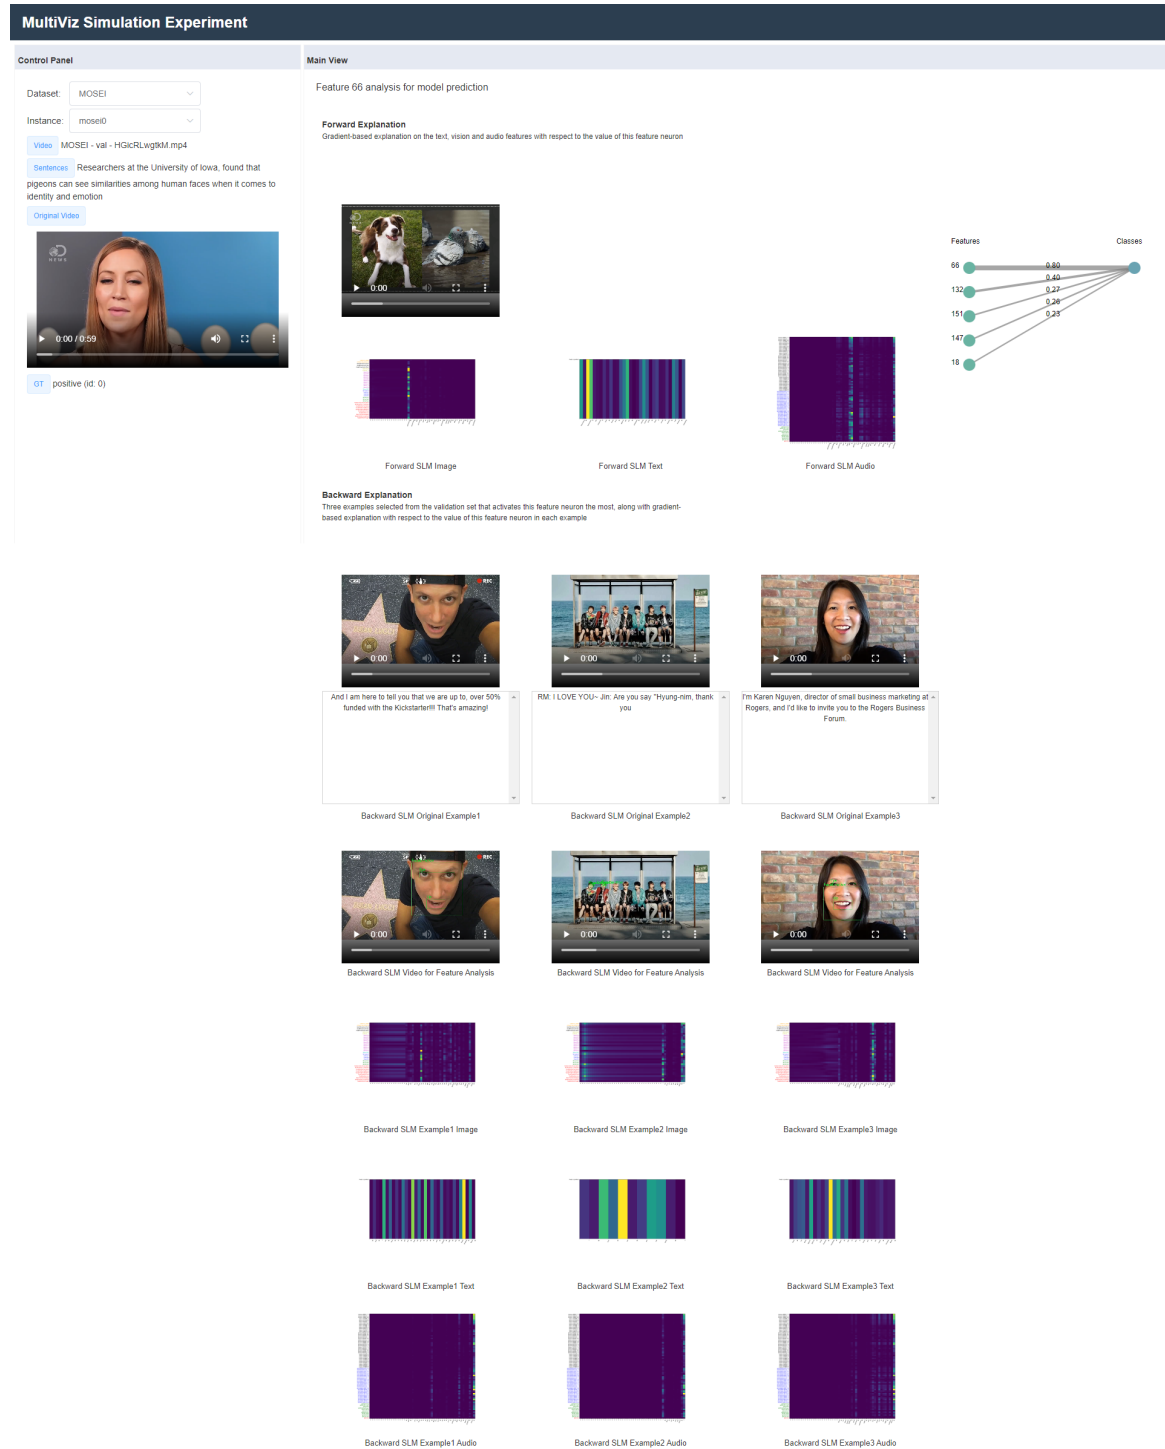 MultiViz Simulation Experiment
Control Panel
Main View
Dataset: MOSEI
Instance: mosei0
Video MOSEI - val - HGicRLwgtkM.mp4
Sentences Researchers at the University of Iowa, found that
pigeons can see similarities among human faces when it comes to
identity and emotion
Original Video
NEWS
0:00 / 0:59
GT positive (id: 0)
Feature 66 analysis for model prediction
Forward Explanation
Gradient-based explanation on the text, vision and audio features with respect to the value of this feature neuron
0:00
Features Classes
66 0.80
0.40
132 0.27
0.26
151 0.23
147
18
Forward SLM Image
Forward SLM Text
Forward SLM Audio
Backward Explanation
Three examples selected from the validation set that activates this feature neuron the most, along with gradient-
based explanation with respect to the value of this feature neuron in each example
REC
0:00
0:00
0:00
And I am here to tell you that we are up to, over 50%
funded with the Kickstarter!!! That's amazing!
RM: I LOVE YOU~ Jin: Are you say "Hyung-nim, thank
you
I'm Karen Nguyen, director of small business marketing at
Rogers, and I'd like to invite you to the Rogers Business
Forum.
Backward SLM Original Example1
Backward SLM Original Example2
Backward SLM Original Example3
REC
0:00
0:00
0:00
Backward SLM Video for Feature Analysis
Backward SLM Video for Feature Analysis
Backward SLM Video for Feature Analysis
Backward SLM Example1 Image
Backward SLM Example2 Image
Backward SLM Example3 Image
Backward SLM Example1 Text
Backward SLM Example2 Text
Backward SLM Example3 Text
Backward SLM Example1 Audio
Backward SLM Example2 Audio
Backward SLM Example3 Audio